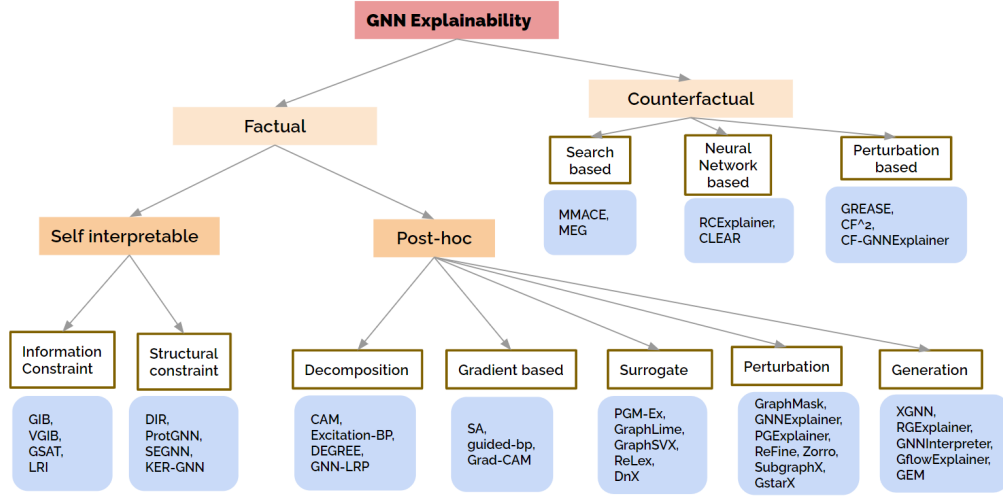 GNN Explainability
Factual
Counterfactual
Search
based
Neural
Network
based
Perturbation
based
MMACE,
MEG
RCExplainer,
CLEAR
GREASE,
CF^2,
CF-GNNExplainer
Self interpretable
Post-hoc
Information
Constraint
Structural
constraint
Decomposition
Gradient based
Surrogate
Perturbation
Generation
GIB,
VGIB,
GSAT,
LRI
DIR,
ProtGNN,
SEGNN,
KER-GNN
CAM,
Excitation-BP,
DEGREE,
GNN-LRP
SA,
guided-bp,
Grad-CAM
PGM-Ex,
GraphLime,
GraphSVX,
ReLex,
DnX
GraphMask,
GNNExplainer,
PGExplainer,
ReFine, Zorro,
SubgraphX,
GstarX
XGNN,
RGExplainer,
GNNInterpreter,
GflowExplainer,
GEM